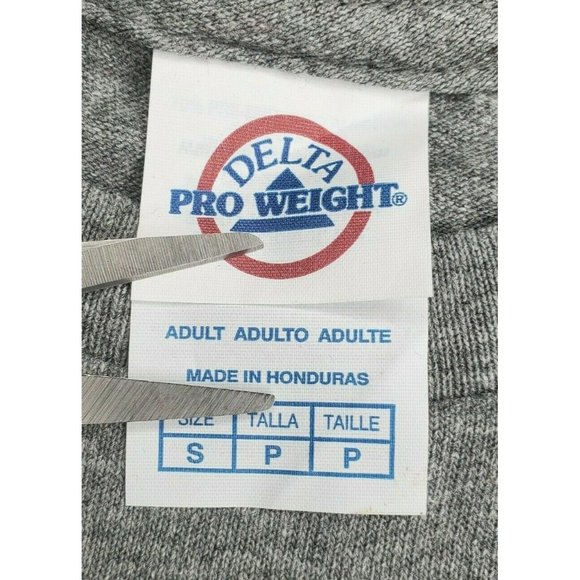 DELTA
PRO WEIGHT®
ADULT ADULTO ADULTE
MADE IN HONDURAS
SIZE TALLA TAILLE
S P P